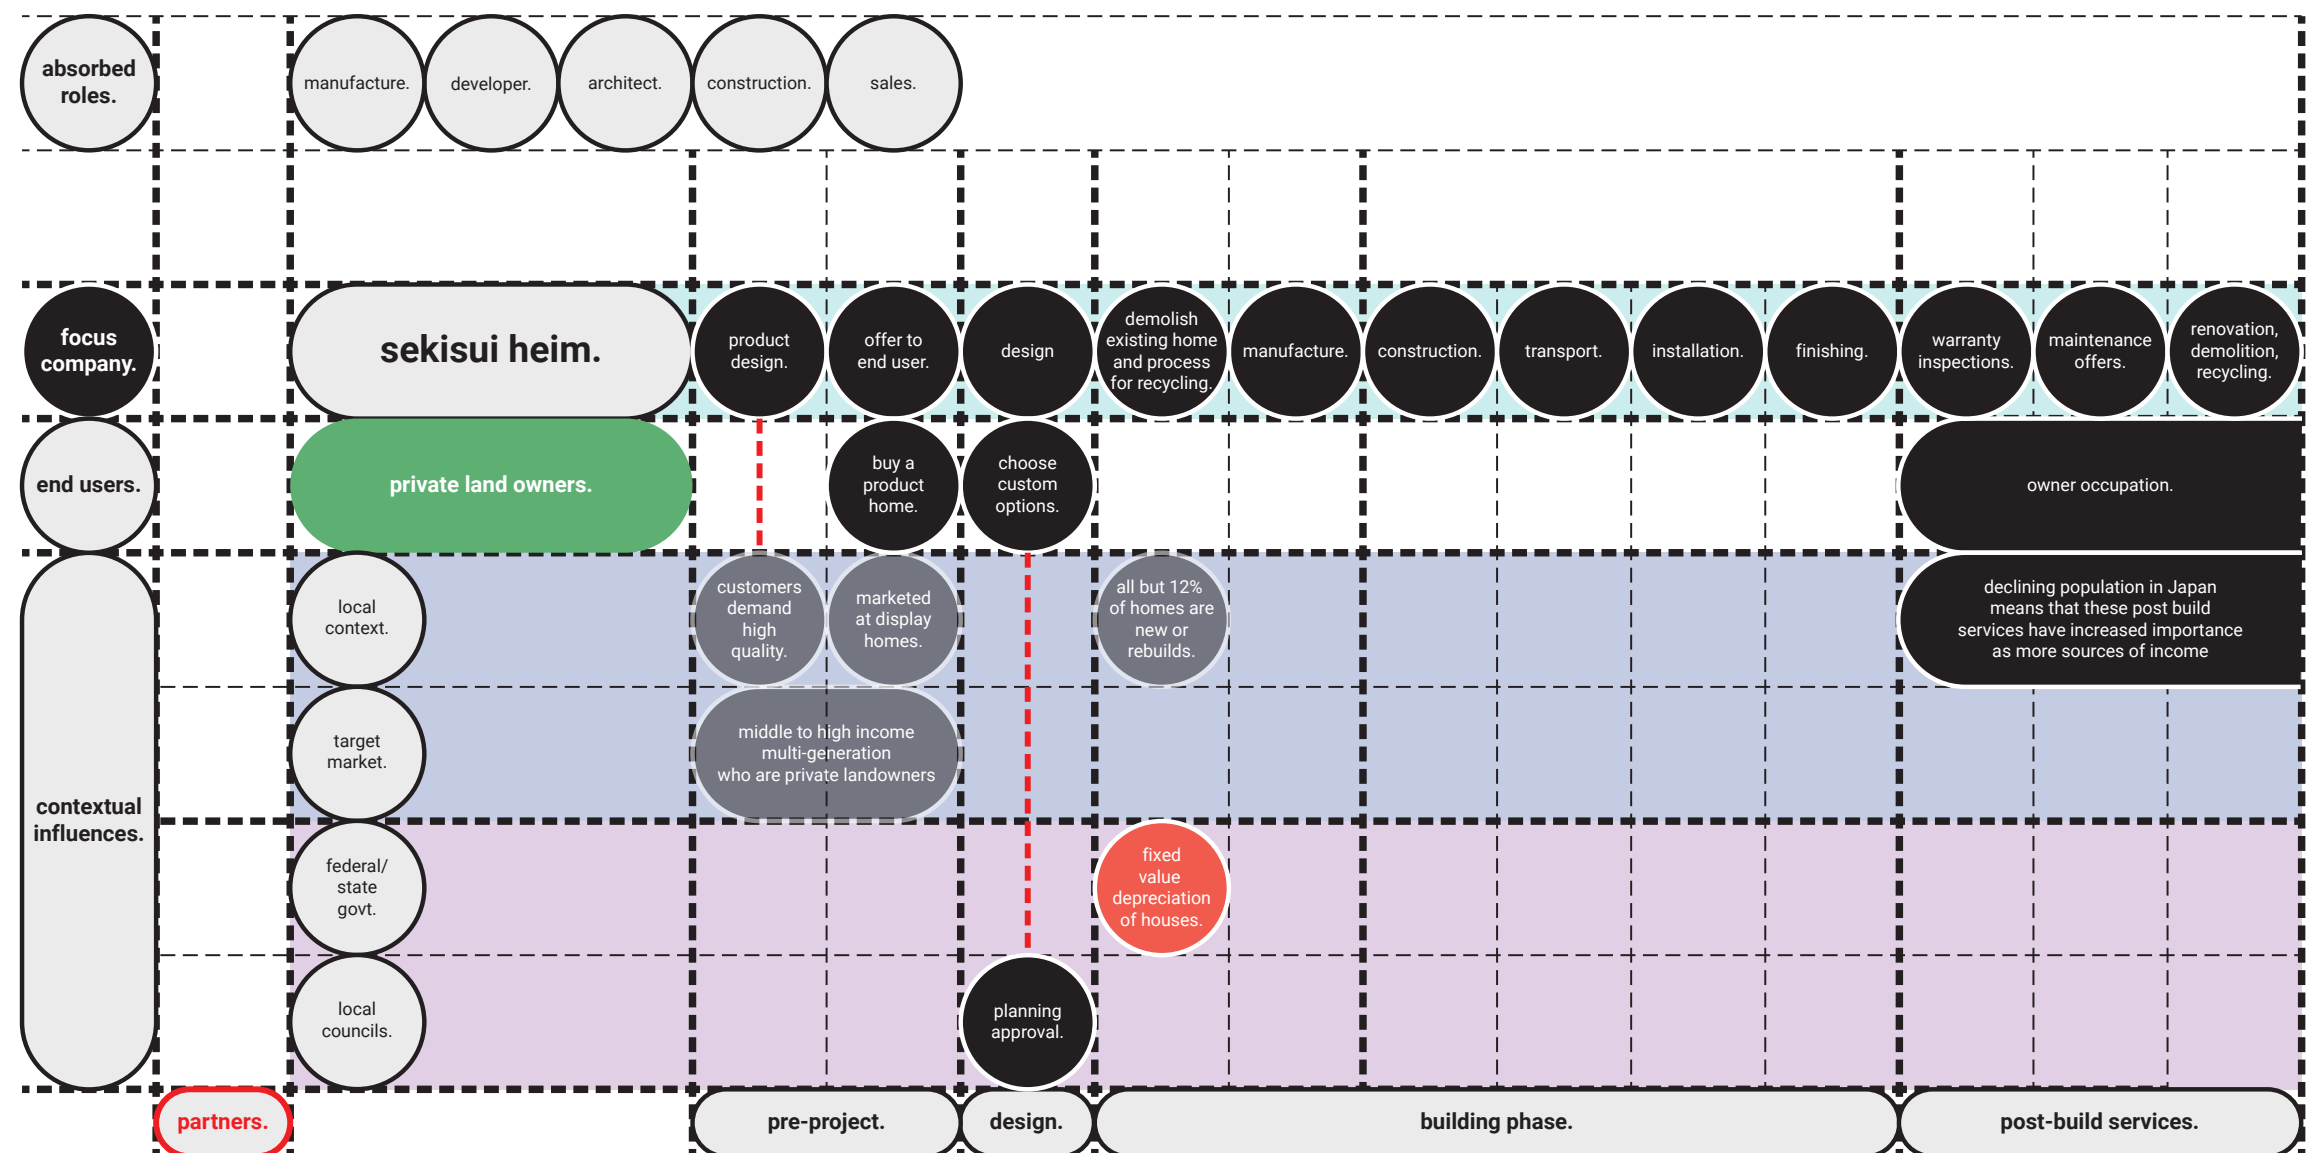 absorbed
roles.
manufacture.
developer.
architect.
construction.
sales.
focus
company.
sekisui heim.
product
design.
offer to
end user.
design
demolish
existing home
and process
for recycling.
manufacture.
construction.
transport.
installation.
finishing.
warranty
inspections.
maintenance
offers.
renovation,
demolition,
recycling.
end users.
private land owners.
buy a
product
home.
choose
custom
options.
owner occupation.
contextual
influences.
local
context.
customers
demand
high
quality.
marketed
at display
homes.
all but 12%
of homes are
new or
rebuilds.
declining population in Japan
means that these post build
services have increased importance
as more sources of income
target
market.
middle to high income
multi-generation
who are private landowners
federal/
state
govt.
fixed
value
depreciation
of houses.
local
councils.
planning
approval.
partners.
pre-project.
design.
building phase.
post-build services.